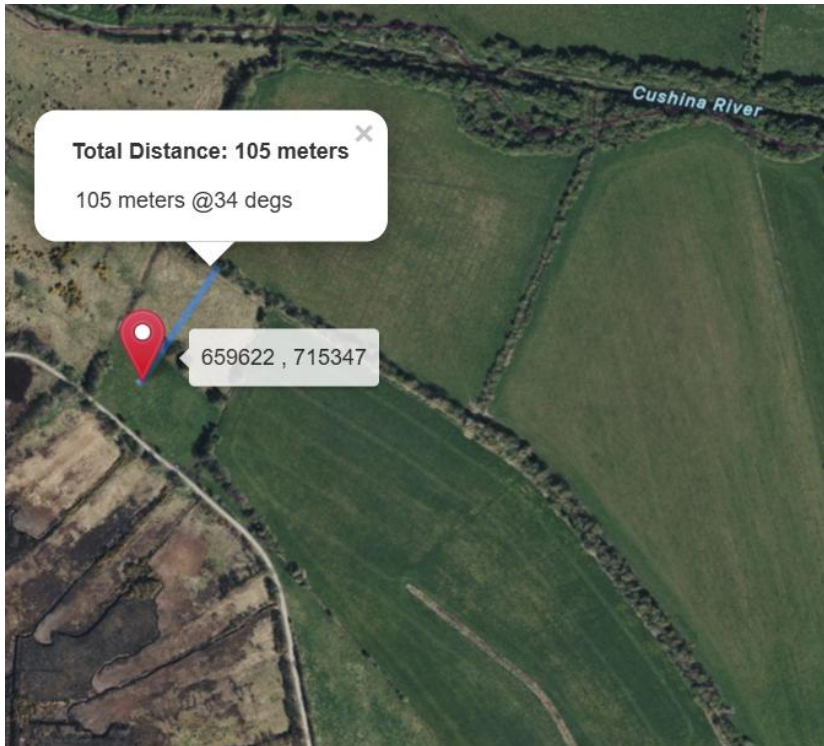 Cushina River
Total Distance: 105 meters ×
105 meters @34 degs
659622 , 715347